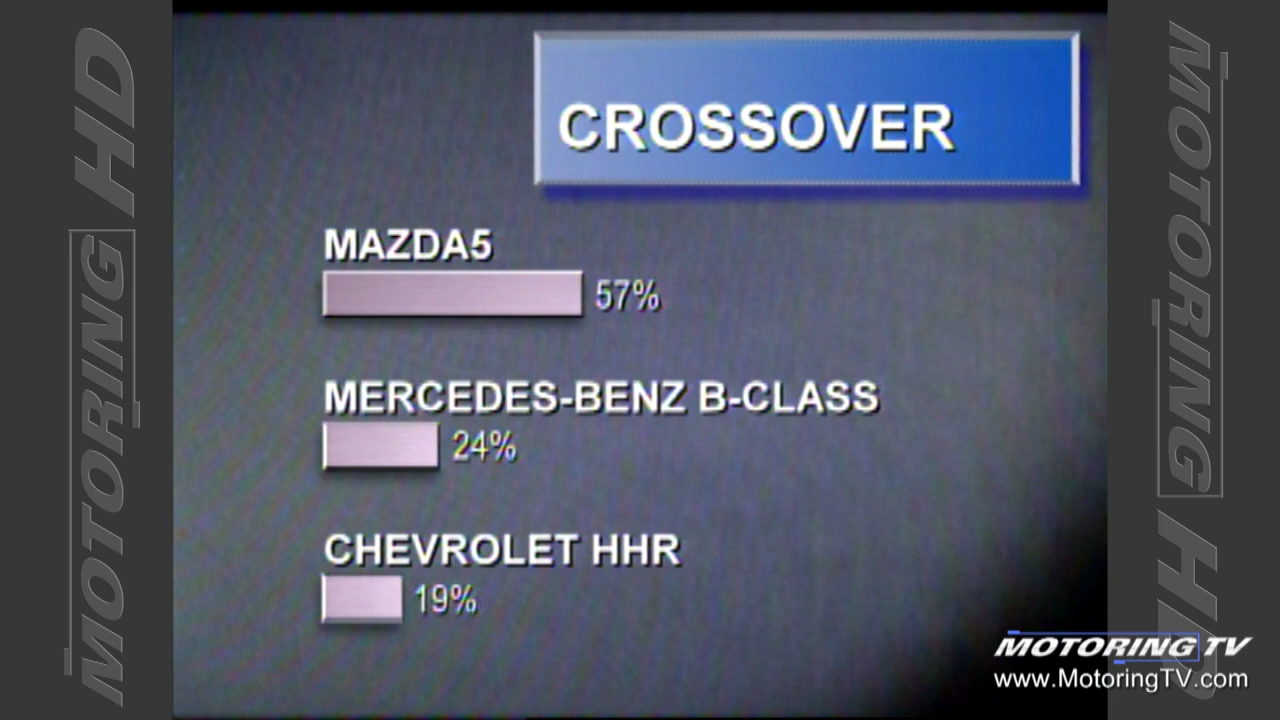 MOTORING HD
CROSSOVER
MAZDA5
57%
MERCEDES-BENZ B-CLASS
24%
CHEVROLET HHR
19%
MOTORING HD
MOTORING TV
www.MotoringTV.com